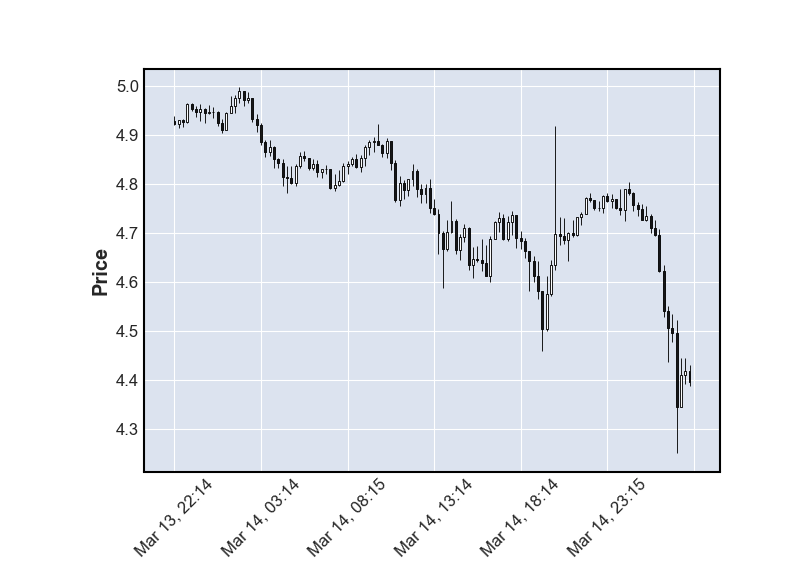 5.0
4.9
4.8
4.7
4.6
4.5
4.4
4.3
Price
Mar 13, 22:14
Mar 14, 03:14
Mar 14, 08:15
Mar 14, 13:14
Mar 14, 18:14
Mar 14, 23:15